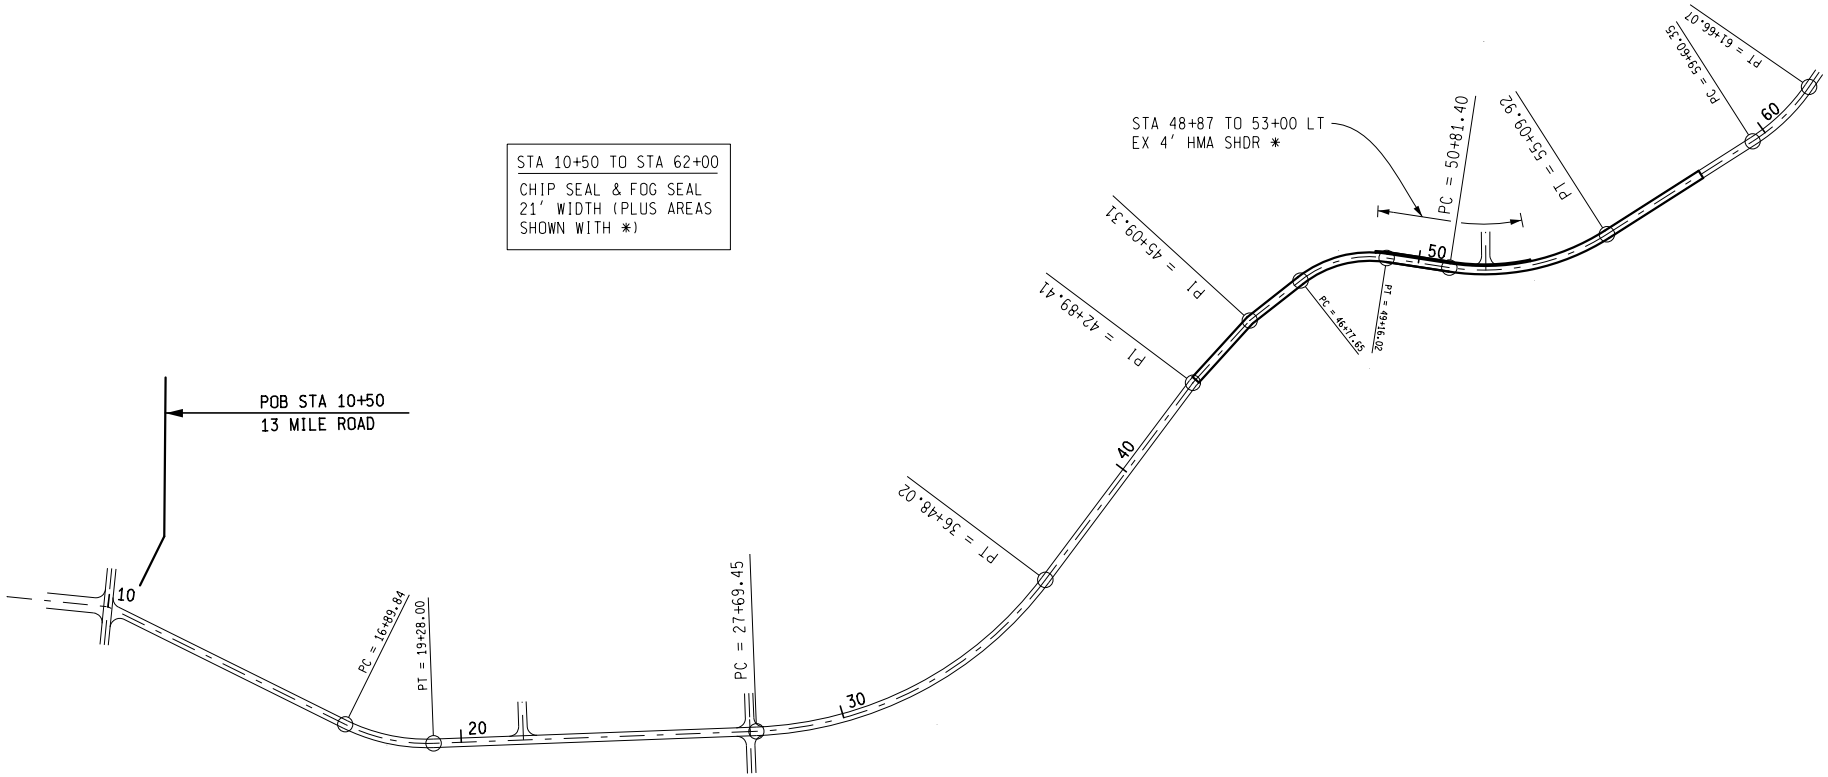 STA 10+50 TO STA 62+00
CHIP SEAL & FOG SEAL
21' WIDTH (PLUS AREAS
SHOWN WITH *)
POB STA 10+50
13 MILE ROAD
10
PC = 16+89.84
PT = 19+28.00
20
PC = 27+69.45
30
PT = 36+48.02
40
PI = 42+89.41
PI = 45+09.31
PC = 46+77.65
PT = 49+16.02
STA 48+87 TO 53+00 LT
EX 4' HMA SHDR *
50
PC = 50+81.40
PT = 55+09.92
PC = 59+60.35
60
PT = 61+66.07